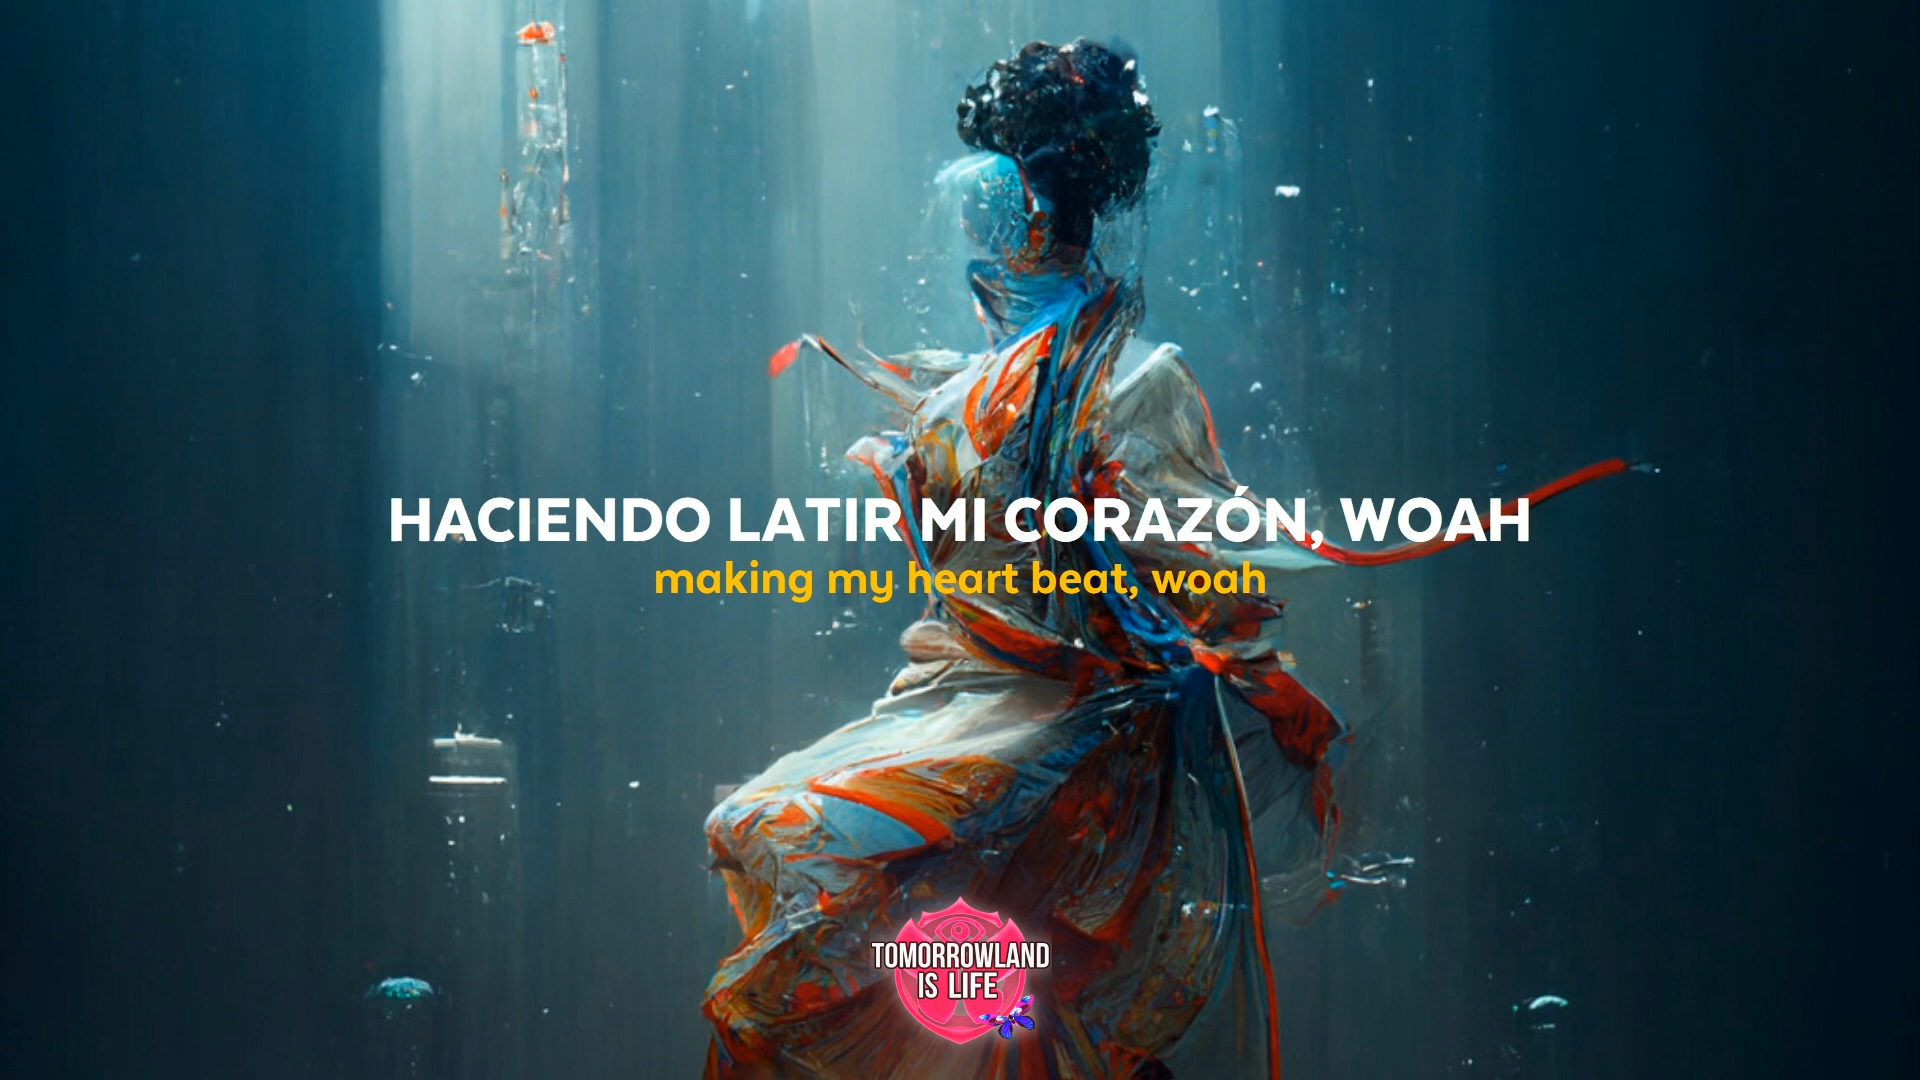 HACIENDO LATIR MI CORAZÓN, WOAH
making my heart beat, woah
TOMORROWLAND
IS LIFE